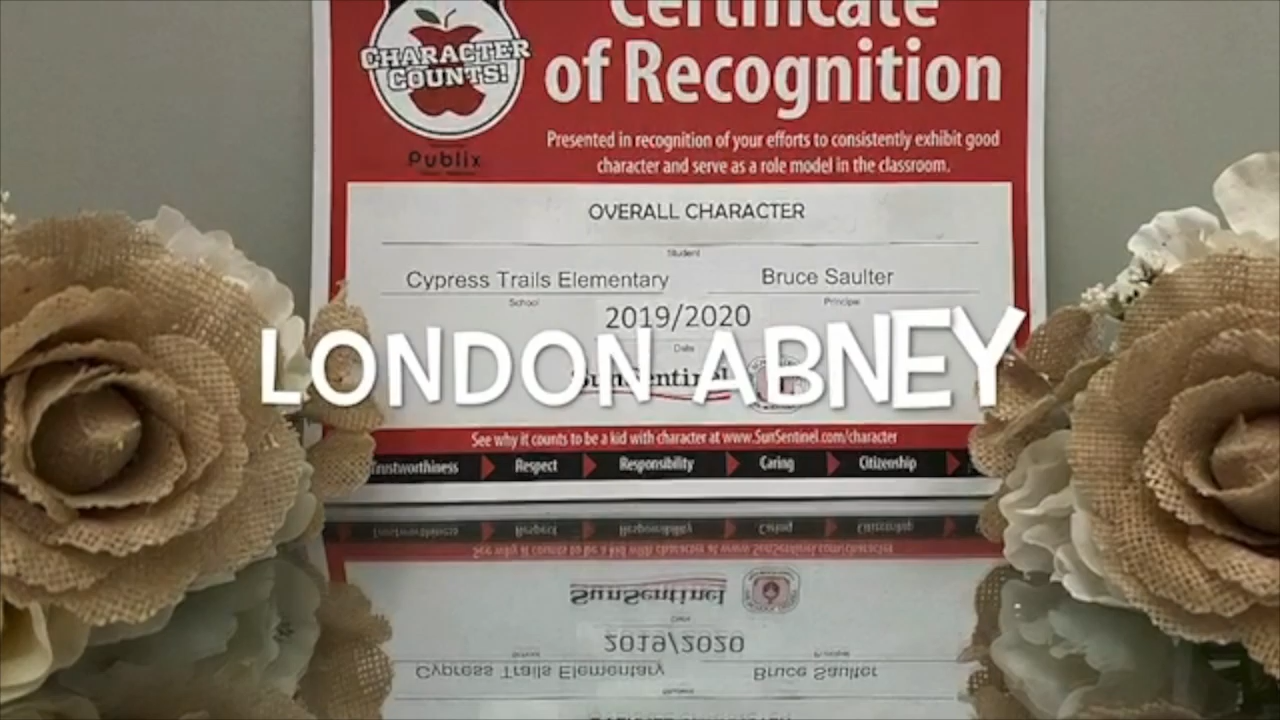 Certificate
of Recognition
CHARACTER
COUNTS!
Publix
Presented in recognition of your efforts to consistently exhibit good
character and serve as a role model in the classroom.
OVERALL CHARACTER
Student
Cypress Trails Elementary Bruce Saulter
School Principal
2019/2020
Date
LONDON ABNEY
SunSentinel
See why it counts to be a kid with character at www.SunSentinel.com/character
Trustworthiness Respect Responsibility Caring Citizenship